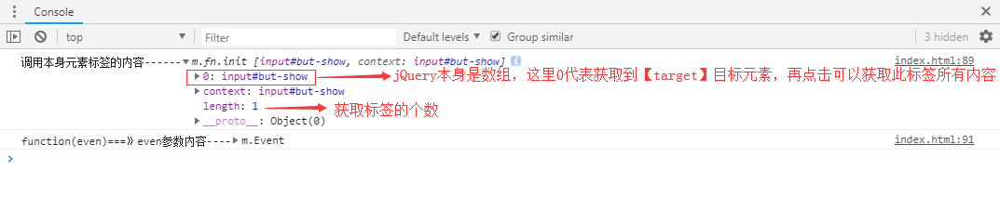 Console
top Filter Default levels Group similar 3 hidden
调用本身元素标签的内容------m.fn.init [input#but-show, context: input#but-show] index.html:89
0: input#but-show jQuery本身是数组，这里0代表获取到【target】目标元素，再点击可以获取此标签所有内容
context: input#but-show
length: 1 获取标签的个数
__proto__: Object(0)
function(even)===》even参数内容----m.Event index.html:91